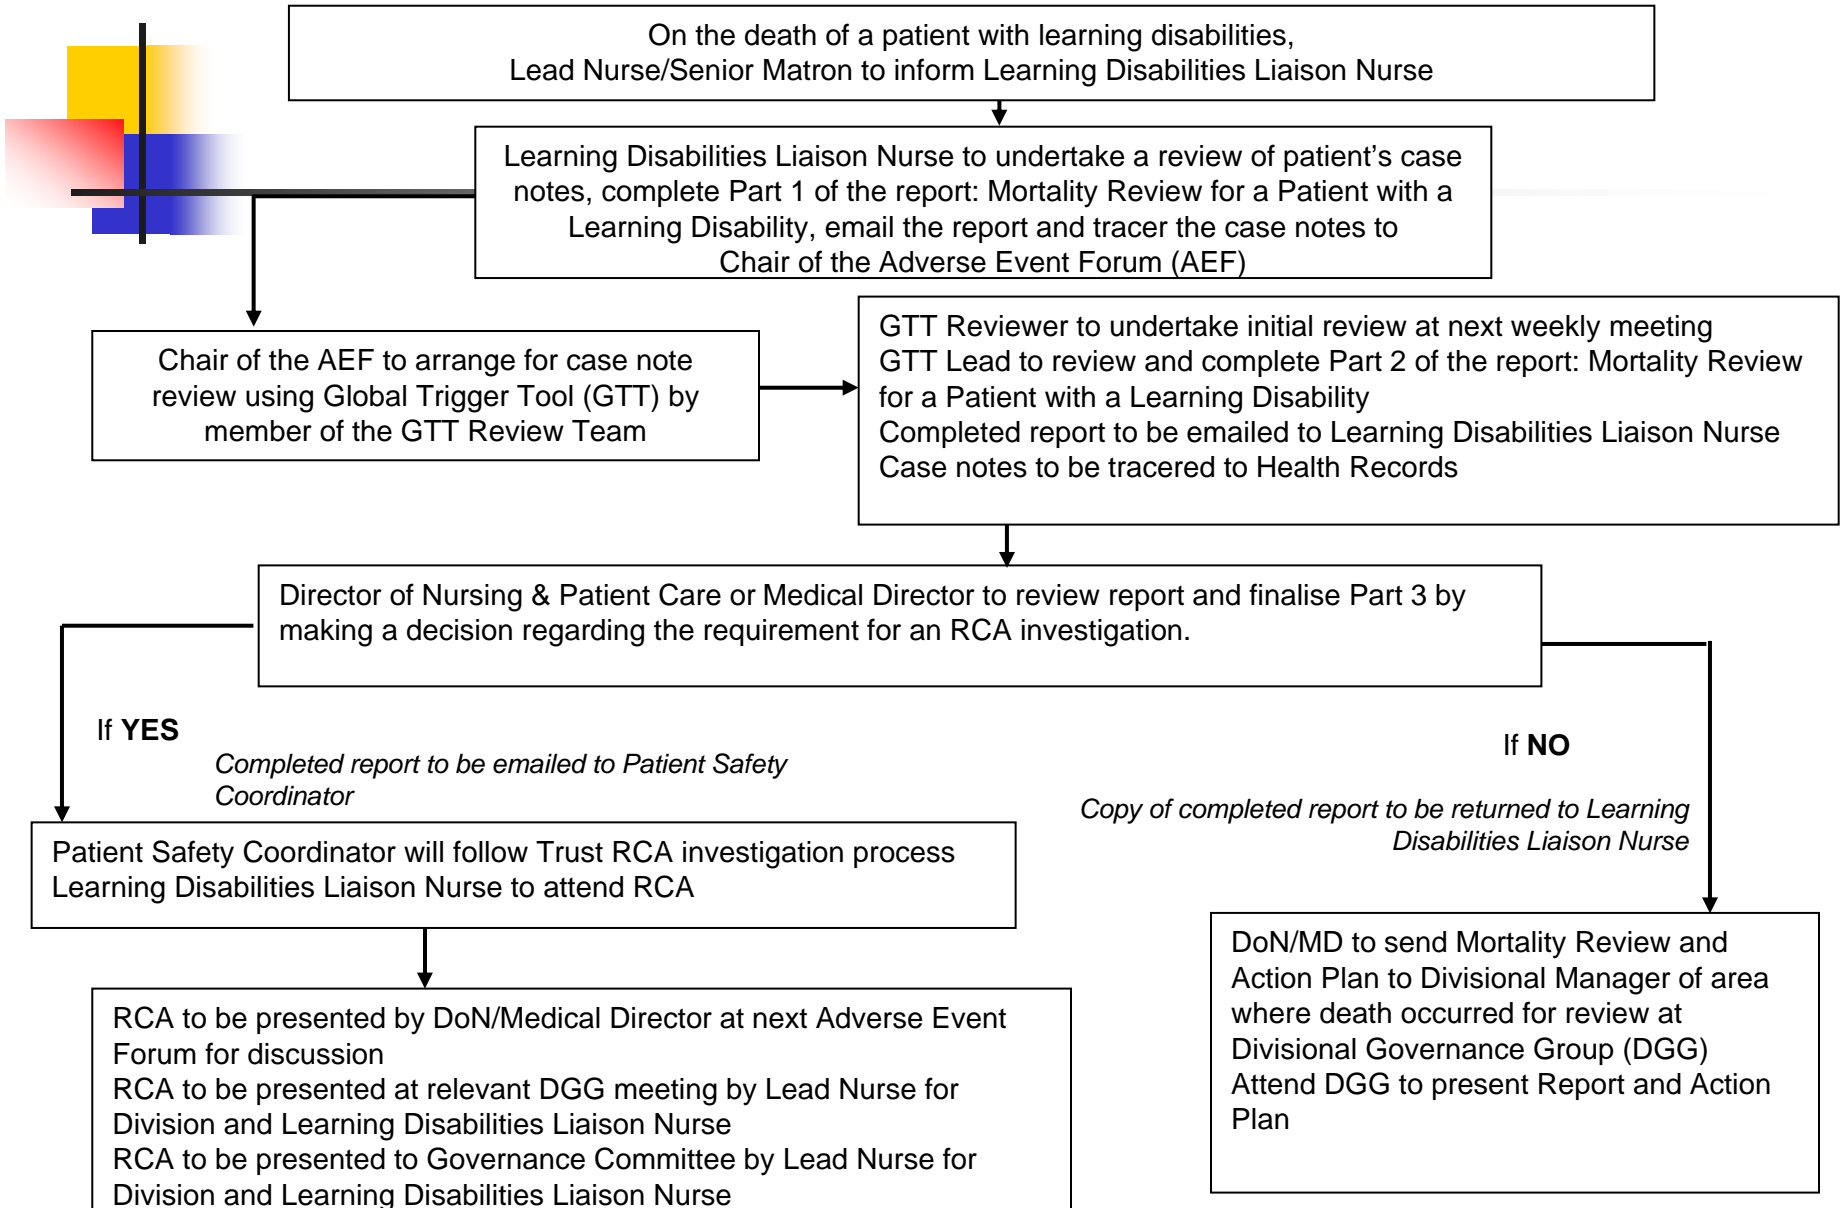 On the death of a patient with learning disabilities,
Lead Nurse/Senior Matron to inform Learning Disabilities Liaison Nurse
Learning Disabilities Liaison Nurse to undertake a review of patient’s case
notes, complete Part 1 of the report: Mortality Review for a Patient with a
Learning Disability, email the report and tracer the case notes to
Chair of the Adverse Event Forum (AEF)
Chair of the AEF to arrange for case note
review using Global Trigger Tool (GTT) by
member of the GTT Review Team
GTT Reviewer to undertake initial review at next weekly meeting
GTT Lead to review and complete Part 2 of the report: Mortality Review
for a Patient with a Learning Disability
Completed report to be emailed to Learning Disabilities Liaison Nurse
Case notes to be tracered to Health Records
Director of Nursing & Patient Care or Medical Director to review report and finalise Part 3 by
making a decision regarding the requirement for an RCA investigation.
If YES
Completed report to be emailed to Patient Safety
Coordinator
If NO
Copy of completed report to be returned to Learning
Disabilities Liaison Nurse
Patient Safety Coordinator will follow Trust RCA investigation process
Learning Disabilities Liaison Nurse to attend RCA
RCA to be presented by DoN/Medical Director at next Adverse Event
Forum for discussion
RCA to be presented at relevant DGG meeting by Lead Nurse for
Division and Learning Disabilities Liaison Nurse
RCA to be presented to Governance Committee by Lead Nurse for
Division and Learning Disabilities Liaison Nurse
DoN/MD to send Mortality Review and
Action Plan to Divisional Manager of area
where death occurred for review at
Divisional Governance Group (DGG)
Attend DGG to present Report and Action
Plan